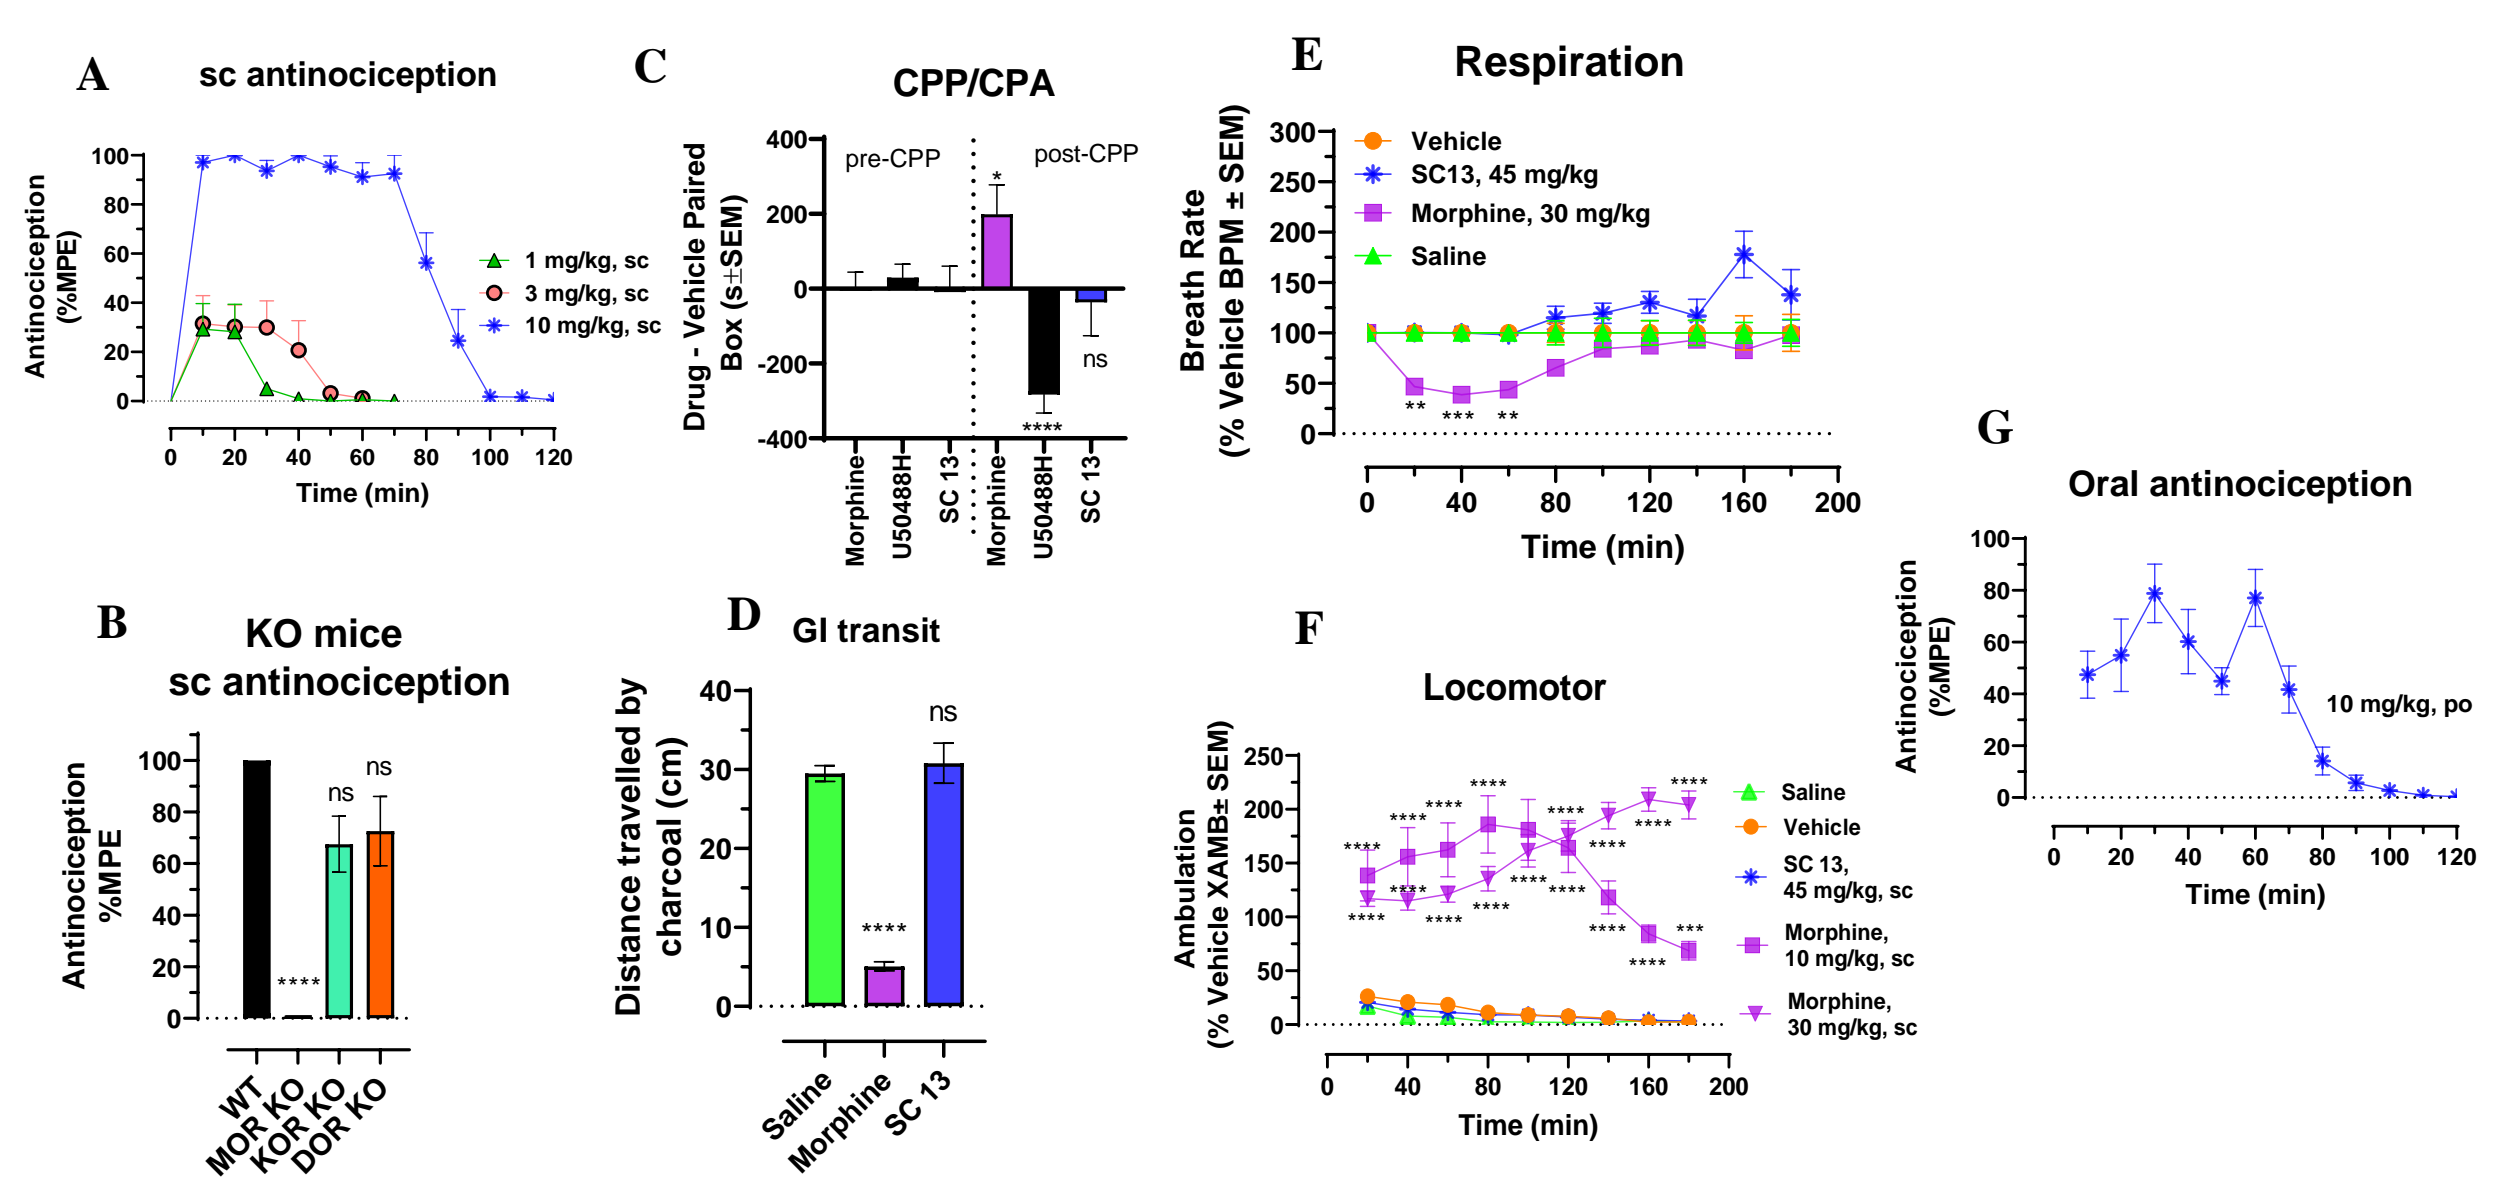 A
sc antinociception
Antinociception
(%MPE)
100
80
60
40
20
0
1 mg/kg, sc
3 mg/kg, sc
10 mg/kg, sc
0 20 40 60 80 100 120
Time (min)
B
KO mice
sc antinociception
Antinociception
%MPE
100
80
60
40
20
0
****
ns
ns
WT
MOR KO
KOR KO
DOR KO
C
CPP/CPA
Drug - Vehicle Paired
Box (s±SEM)
400
200
0
-200
-400
pre-CPP
post-CPP
*
****
ns
Morphine
U50488H
SC 13
Morphine
U50488H
SC 13
D
GI transit
Distance travelled by
charcoal (cm)
40
30
20
10
0
****
ns
Saline
Morphine
SC 13
E
Respiration
Breath Rate
(% Vehicle BPM ± SEM)
300
250
200
150
100
50
0
Vehicle
SC13, 45 mg/kg
Morphine, 30 mg/kg
Saline
** *** **
0 40 80 120 160 200
Time (min)
F
Locomotor
Ambulation
(% Vehicle XAMB± SEM)
250
200
150
100
50
0
**** **** **** **** **** **** ****
**** ****
**** **** **** **** **** **** **** ***
****
Saline
Vehicle
SC 13,
45 mg/kg, sc
Morphine,
10 mg/kg, sc
Morphine,
30 mg/kg, sc
0 40 80 120 160 200
Time (min)
G
Oral antinociception
Antinociception
(%MPE)
100
80
60
40
20
0
10 mg/kg, po
0 20 40 60 80 100 120
Time (min)